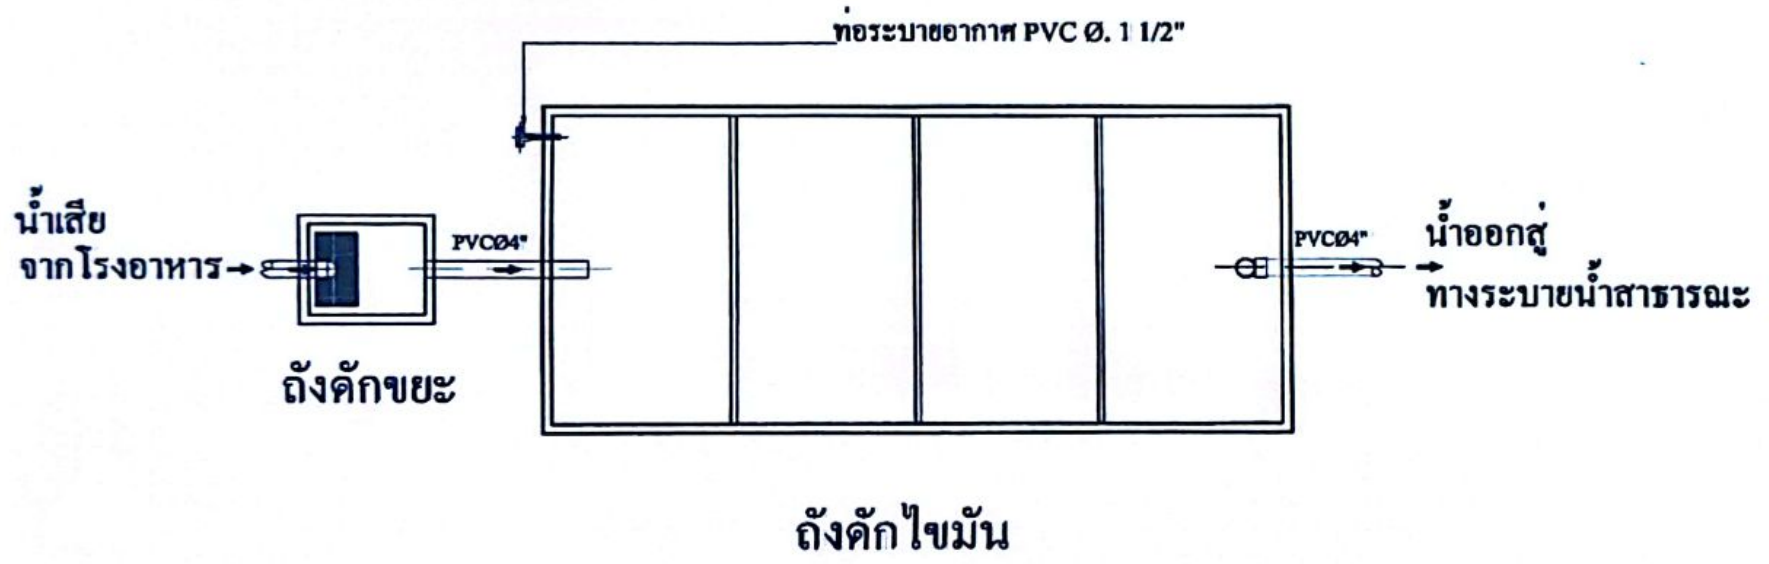 ท่อระบายอากาศ PVC Ø. 1 1/2"
น้ำเสีย
จากโรงอาหาร
PVCØ4"
PVCØ4"
น้ำออกสู่
ทางระบายน้ำสาธารณะ
ถังดักขยะ
ถังดักไขมัน